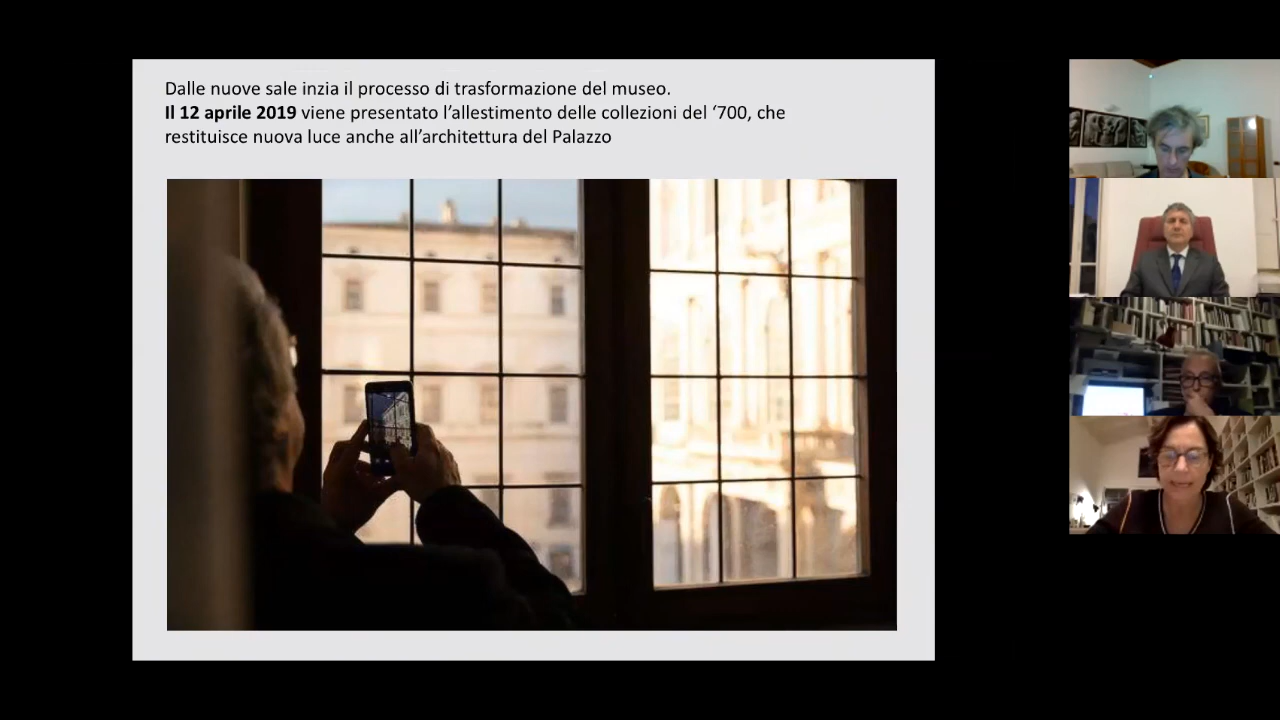 Dalle nuove sale inzia il processo di trasformazione del museo.
Il 12 aprile 2019 viene presentato l’allestimento delle collezioni del ‘700, che
restituisce nuova luce anche all’architettura del Palazzo